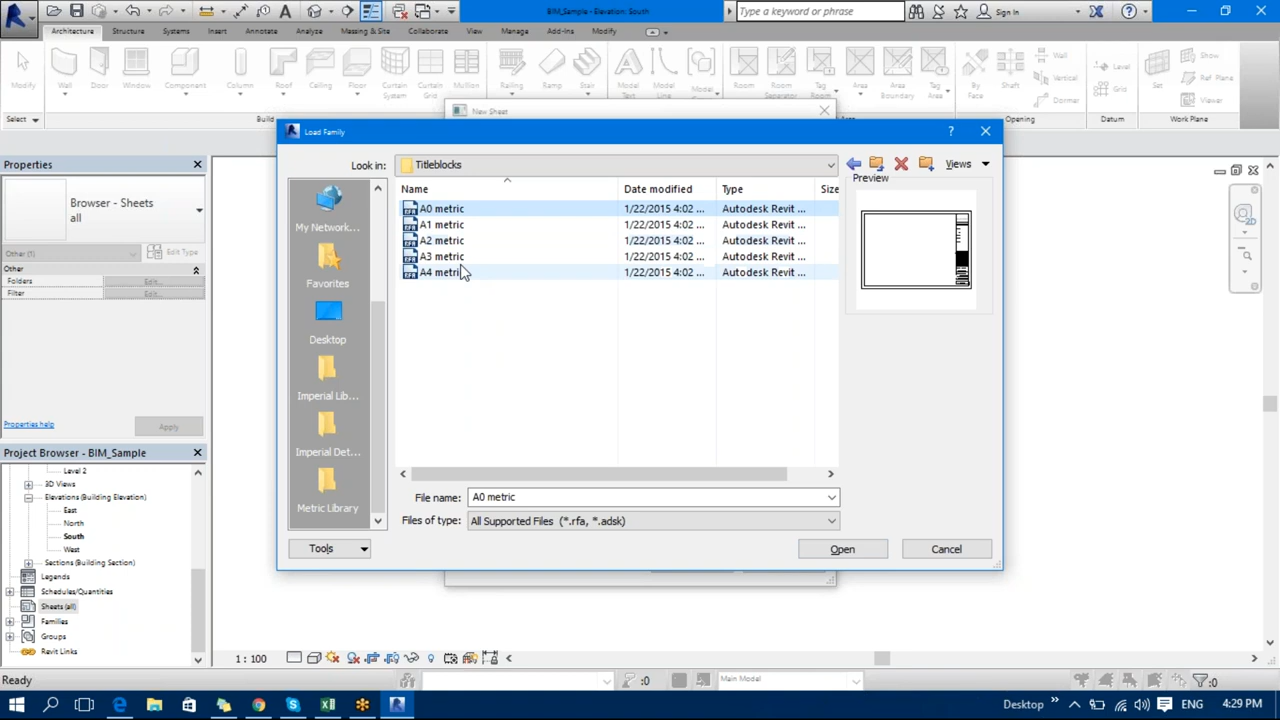 BIM_Sample - Elevation: South
Type a keyword or phrase
Sign In
Architecture Structure Systems Insert Annotate Analyze Massing & Site Collaborate View Manage Add-Ins Modify
Modify Wall Door Window Component Column Roof Ceiling Floor Curtain System Curtain Grid Mullion Railing Ramp Stair Model Text Model Line Model Room Room Separator Tag Room Area Area Boundary Tag Area By Face Shaft Wall Vertical Dormer Level Grid Set Show Ref Plane Viewer
Select Build Opening Datum Work Plane
New Sheet
Load Family
Properties
Browser - Sheets
all
Other (1) Edit Type
Other
Folders Edit...
Filter Edit...
Properties help Apply
Project Browser - BIM_Sample
Level 2
3D Views
Elevations (Building Elevation)
East
North
South
West
Sections (Building Section)
Legends
Schedules/Quantities
Sheets (all)
Families
Groups
Revit Links
Look in: Titleblocks Views
Name Date modified Type Size
A0 metric 1/22/2015 4:02 ... Autodesk Revit ...
A1 metric 1/22/2015 4:02 ... Autodesk Revit ...
A2 metric 1/22/2015 4:02 ... Autodesk Revit ...
A3 metric 1/22/2015 4:02 ... Autodesk Revit ...
A4 metric 1/22/2015 4:02 ... Autodesk Revit ...
My Network...
Favorites
Desktop
Imperial Lib...
Imperial Det...
Metric Library
Preview
File name: A0 metric
Files of type: All Supported Files (*.rfa, *.adsk)
Tools Open Cancel
2D
1 : 100
Ready :0 Main Model :0
Desktop ENG 4:29 PM